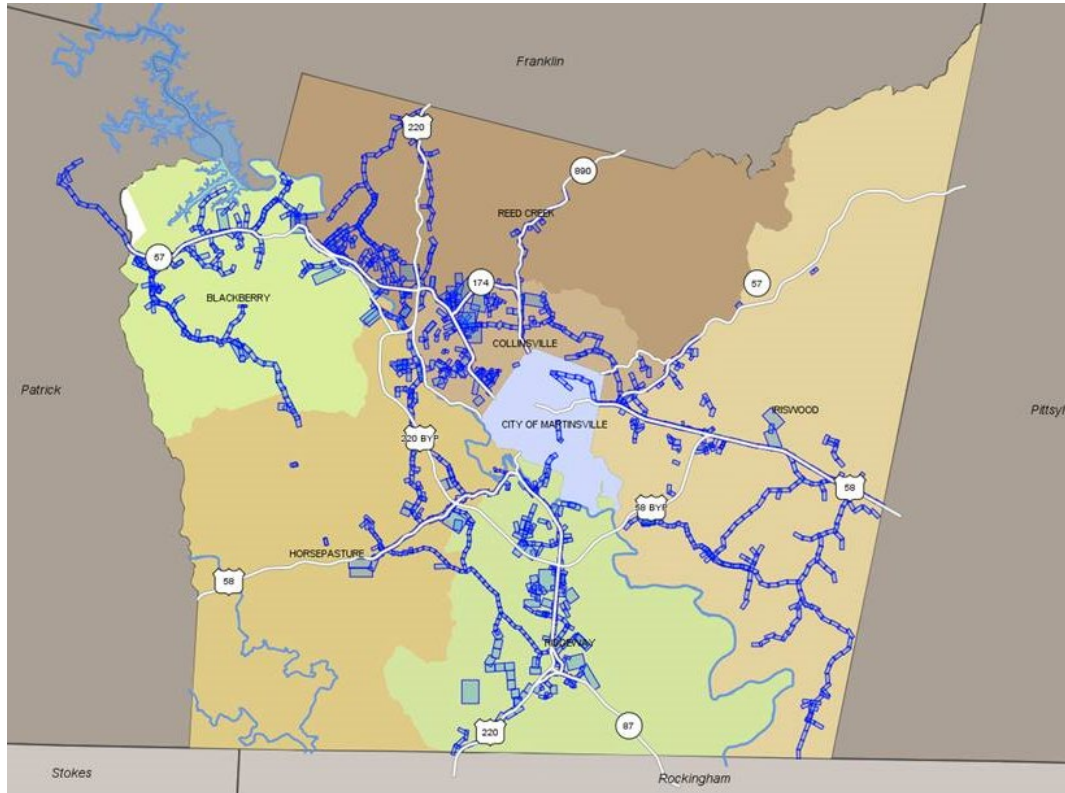 Franklin
220
890
REED CREEK
57
174
57
BLACKBERRY
COLLINSVILLE
Patrick
IRISWOOD
CITY OF MARTINSVILLE
220 BYP
58
58 BYP
HORSEPASTURE
58
RIDGEWAY
220
87
Stokes
Rockingham